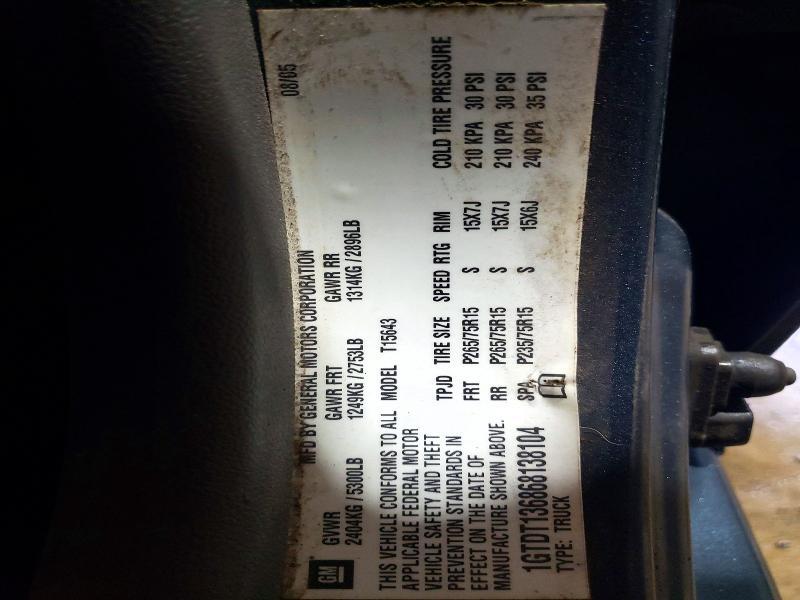 MFD BY GENERAL MOTORS CORPORATION 08/05
GM GVWR GAWR FRT GAWR RR
2404KG / 5300LB 1249KG / 2753LB 1314KG / 2896LB
THIS VEHICLE CONFORMS TO ALL MODEL T15643
APPLICABLE FEDERAL MOTOR
VEHICLE SAFETY AND THEFT
PREVENTION STANDARDS IN
EFFECT ON THE DATE OF
MANUFACTURE SHOWN ABOVE.
TPJD TIRE SIZE SPEED RTG RIM COLD TIRE PRESSURE
FRT P265/75R15 S 15X7J 210 KPA 30 PSI
RR P265/75R15 S 15X7J 210 KPA 30 PSI
SPA P235/75R15 S 15X6J 240 KPA 35 PSI
1GTDT136868138104
TYPE: TRUCK